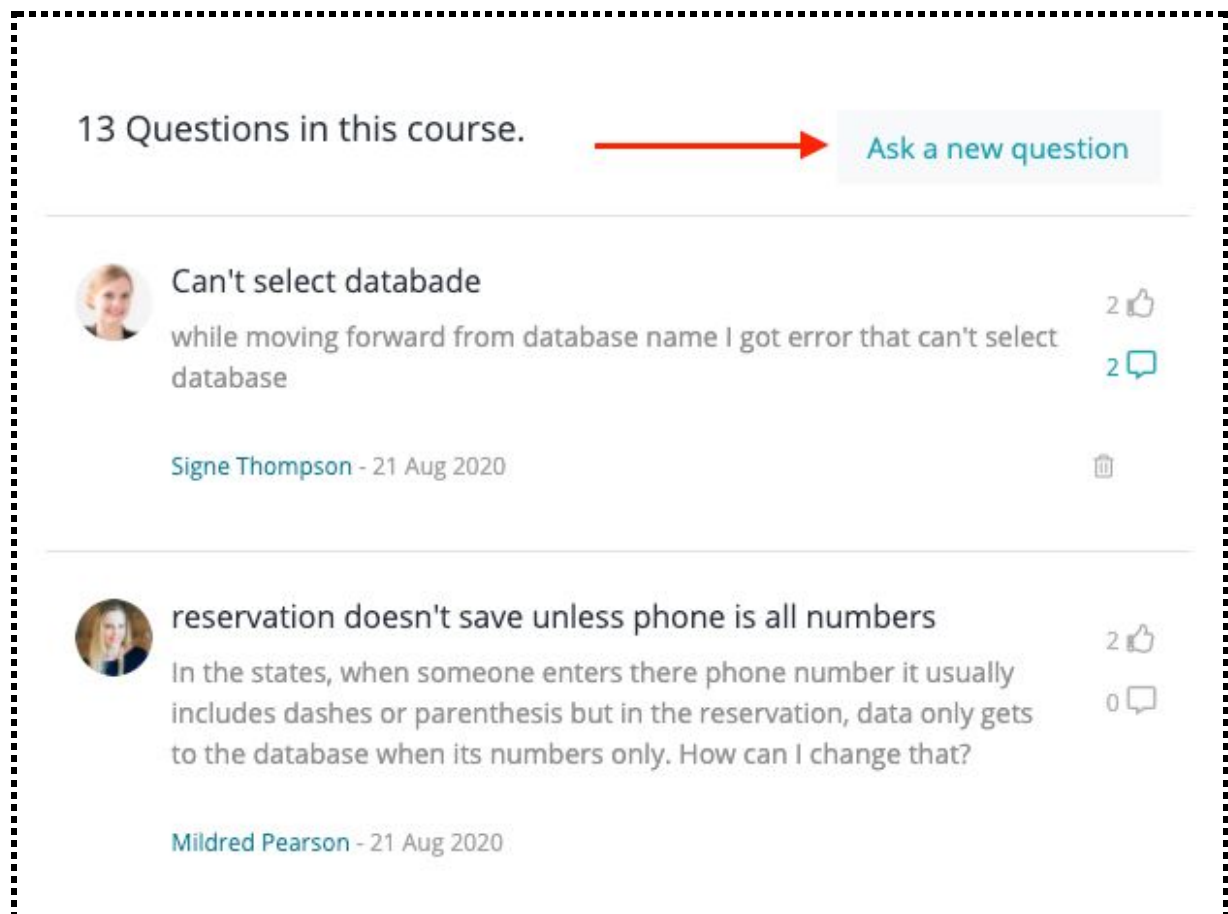 13 Questions in this course.
Ask a new question
Can't select databade
while moving forward from database name I got error that can't select
database
2
2
Signe Thompson - 21 Aug 2020
reservation doesn't save unless phone is all numbers
In the states, when someone enters there phone number it usually
includes dashes or parenthesis but in the reservation, data only gets
to the database when its numbers only. How can I change that?
2
0
Mildred Pearson - 21 Aug 2020